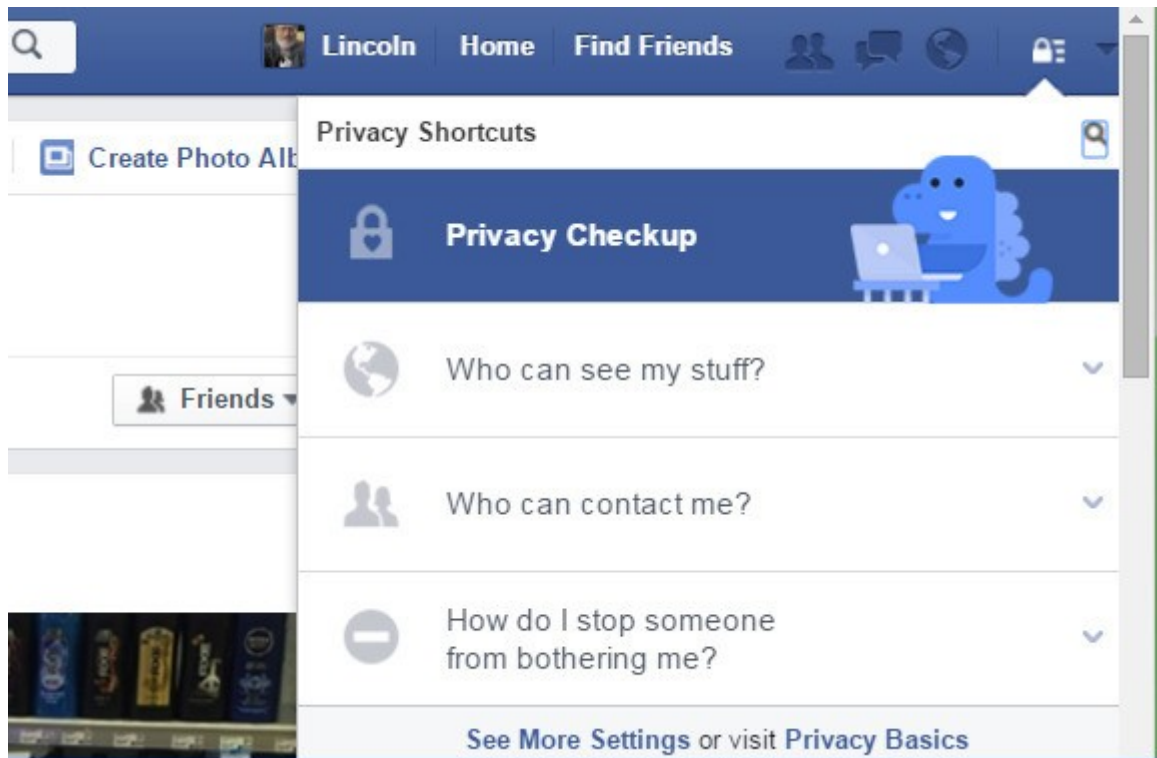 Lincoln Home Find Friends
Privacy Shortcuts
Create Photo Alb
Privacy Checkup
Who can see my stuff?
Friends
Who can contact me?
How do I stop someone
from bothering me?
See More Settings or visit Privacy Basics